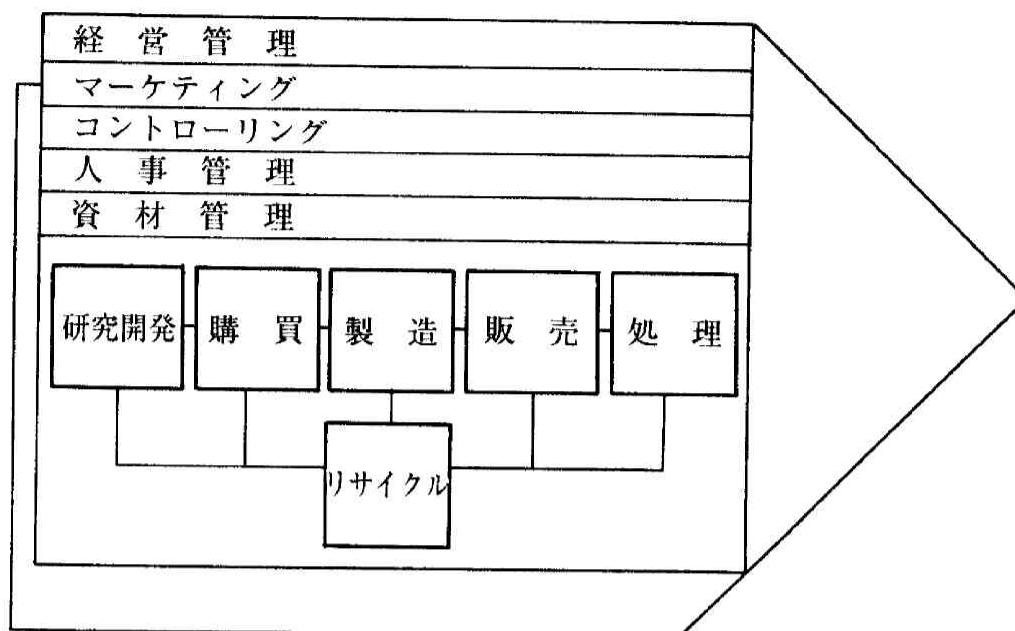 経営管理
マーケティング
コントローリング
人事管理
資材管理
研究開発
購買
製造
販売
処理
リサイクル